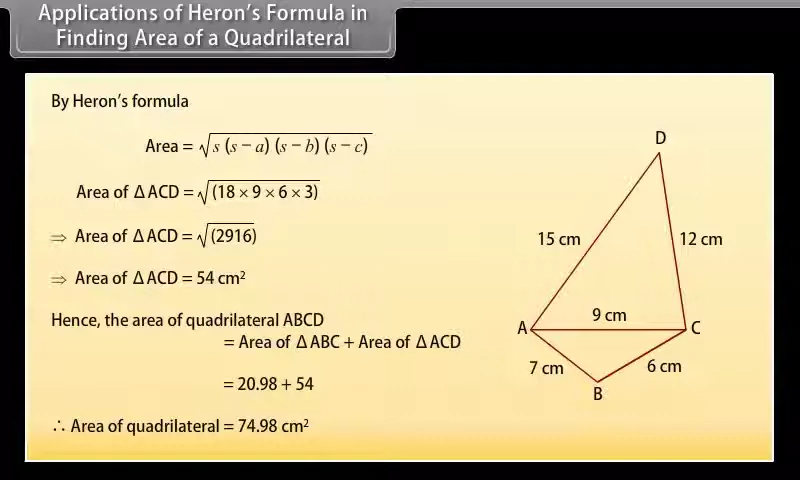 Applications of Heron's Formula in
Finding Area of a Quadrilateral
By Heron's formula
Area = √s (s − a) (s − b) (s − c)
Area of Δ ACD = √(18 × 9 × 6 × 3)
⇒ Area of Δ ACD = √(2916)
⇒ Area of Δ ACD = 54 cm²
Hence, the area of quadrilateral ABCD
= Area of Δ ABC + Area of Δ ACD
= 20.98 + 54
∴ Area of quadrilateral = 74.98 cm²
D
15 cm
12 cm
9 cm
A
C
7 cm
6 cm
B